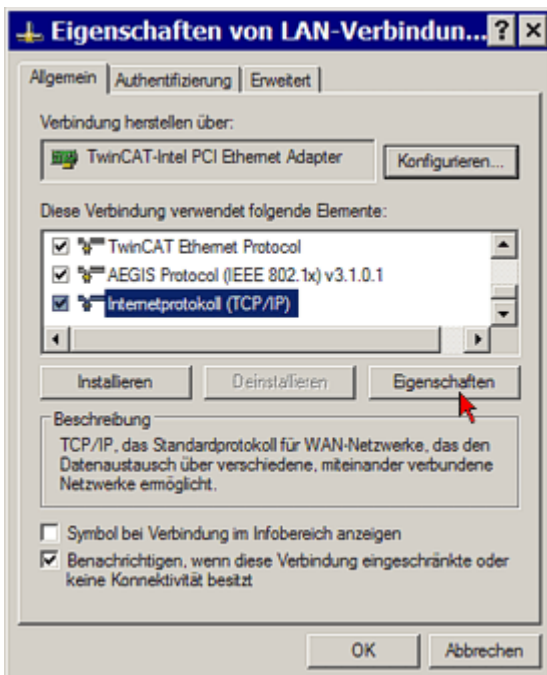 Eigenschaften von LAN-Verbindun...
Allgemein Authentifizierung Erweitert
Verbindung herstellen über:
TwinCAT-Intel PCI Ethernet Adapter Konfigurieren...
Diese Verbindung verwendet folgende Elemente:
TwinCAT Ethernet Protocol
AEGIS Protocol (IEEE 802.1x) v3.1.0.1
Internetprotokoll (TCP/IP)
Installieren Deinstallieren Eigenschaften
Beschreibung
TCP/IP, das Standardprotokoll für WAN-Netzwerke, das den
Datenaustausch über verschiedene, miteinander verbundene
Netzwerke ermöglicht.
Symbol bei Verbindung im Infobereich anzeigen
Benachrichtigen, wenn diese Verbindung eingeschränkte oder
keine Konnektivität besitzt
OK Abbrechen